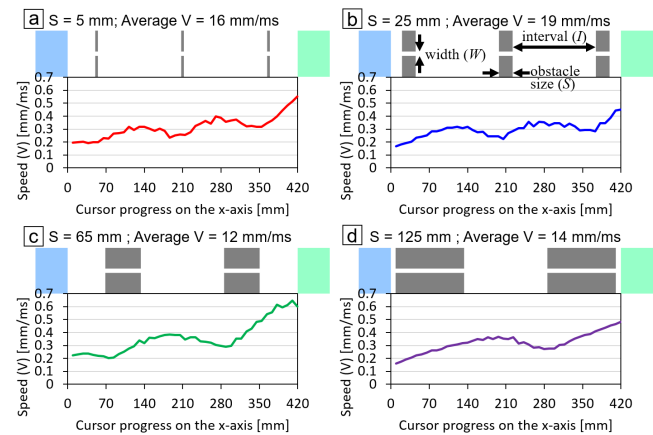 a S = 5 mm; Average V = 16 mm/ms
Speed (V) [mm/ms]
0.7
0.6
0.5
0.4
0.3
0.2
0.1
0
0 70 140 210 280 350 420
Cursor progress on the x-axis [mm]
b S = 25 mm ; Average V = 19 mm/ms
interval (I)
width (W)
obstacle
size (S)
Speed (V) [mm/ms]
0.7
0.6
0.5
0.4
0.3
0.2
0.1
0
0 70 140 210 280 350 420
Cursor progress on the x-axis [mm]
c S = 65 mm ; Average V = 12 mm/ms
Speed (V) [mm/ms]
0.7
0.6
0.5
0.4
0.3
0.2
0.1
0
0 70 140 210 280 350 420
Cursor progress on the x-axis [mm]
d S = 125 mm ; Average V = 14 mm/ms
Speed (V) [mm/ms]
0.7
0.6
0.5
0.4
0.3
0.2
0.1
0
0 70 140 210 280 350 420
Cursor progress on the x-axis [mm]